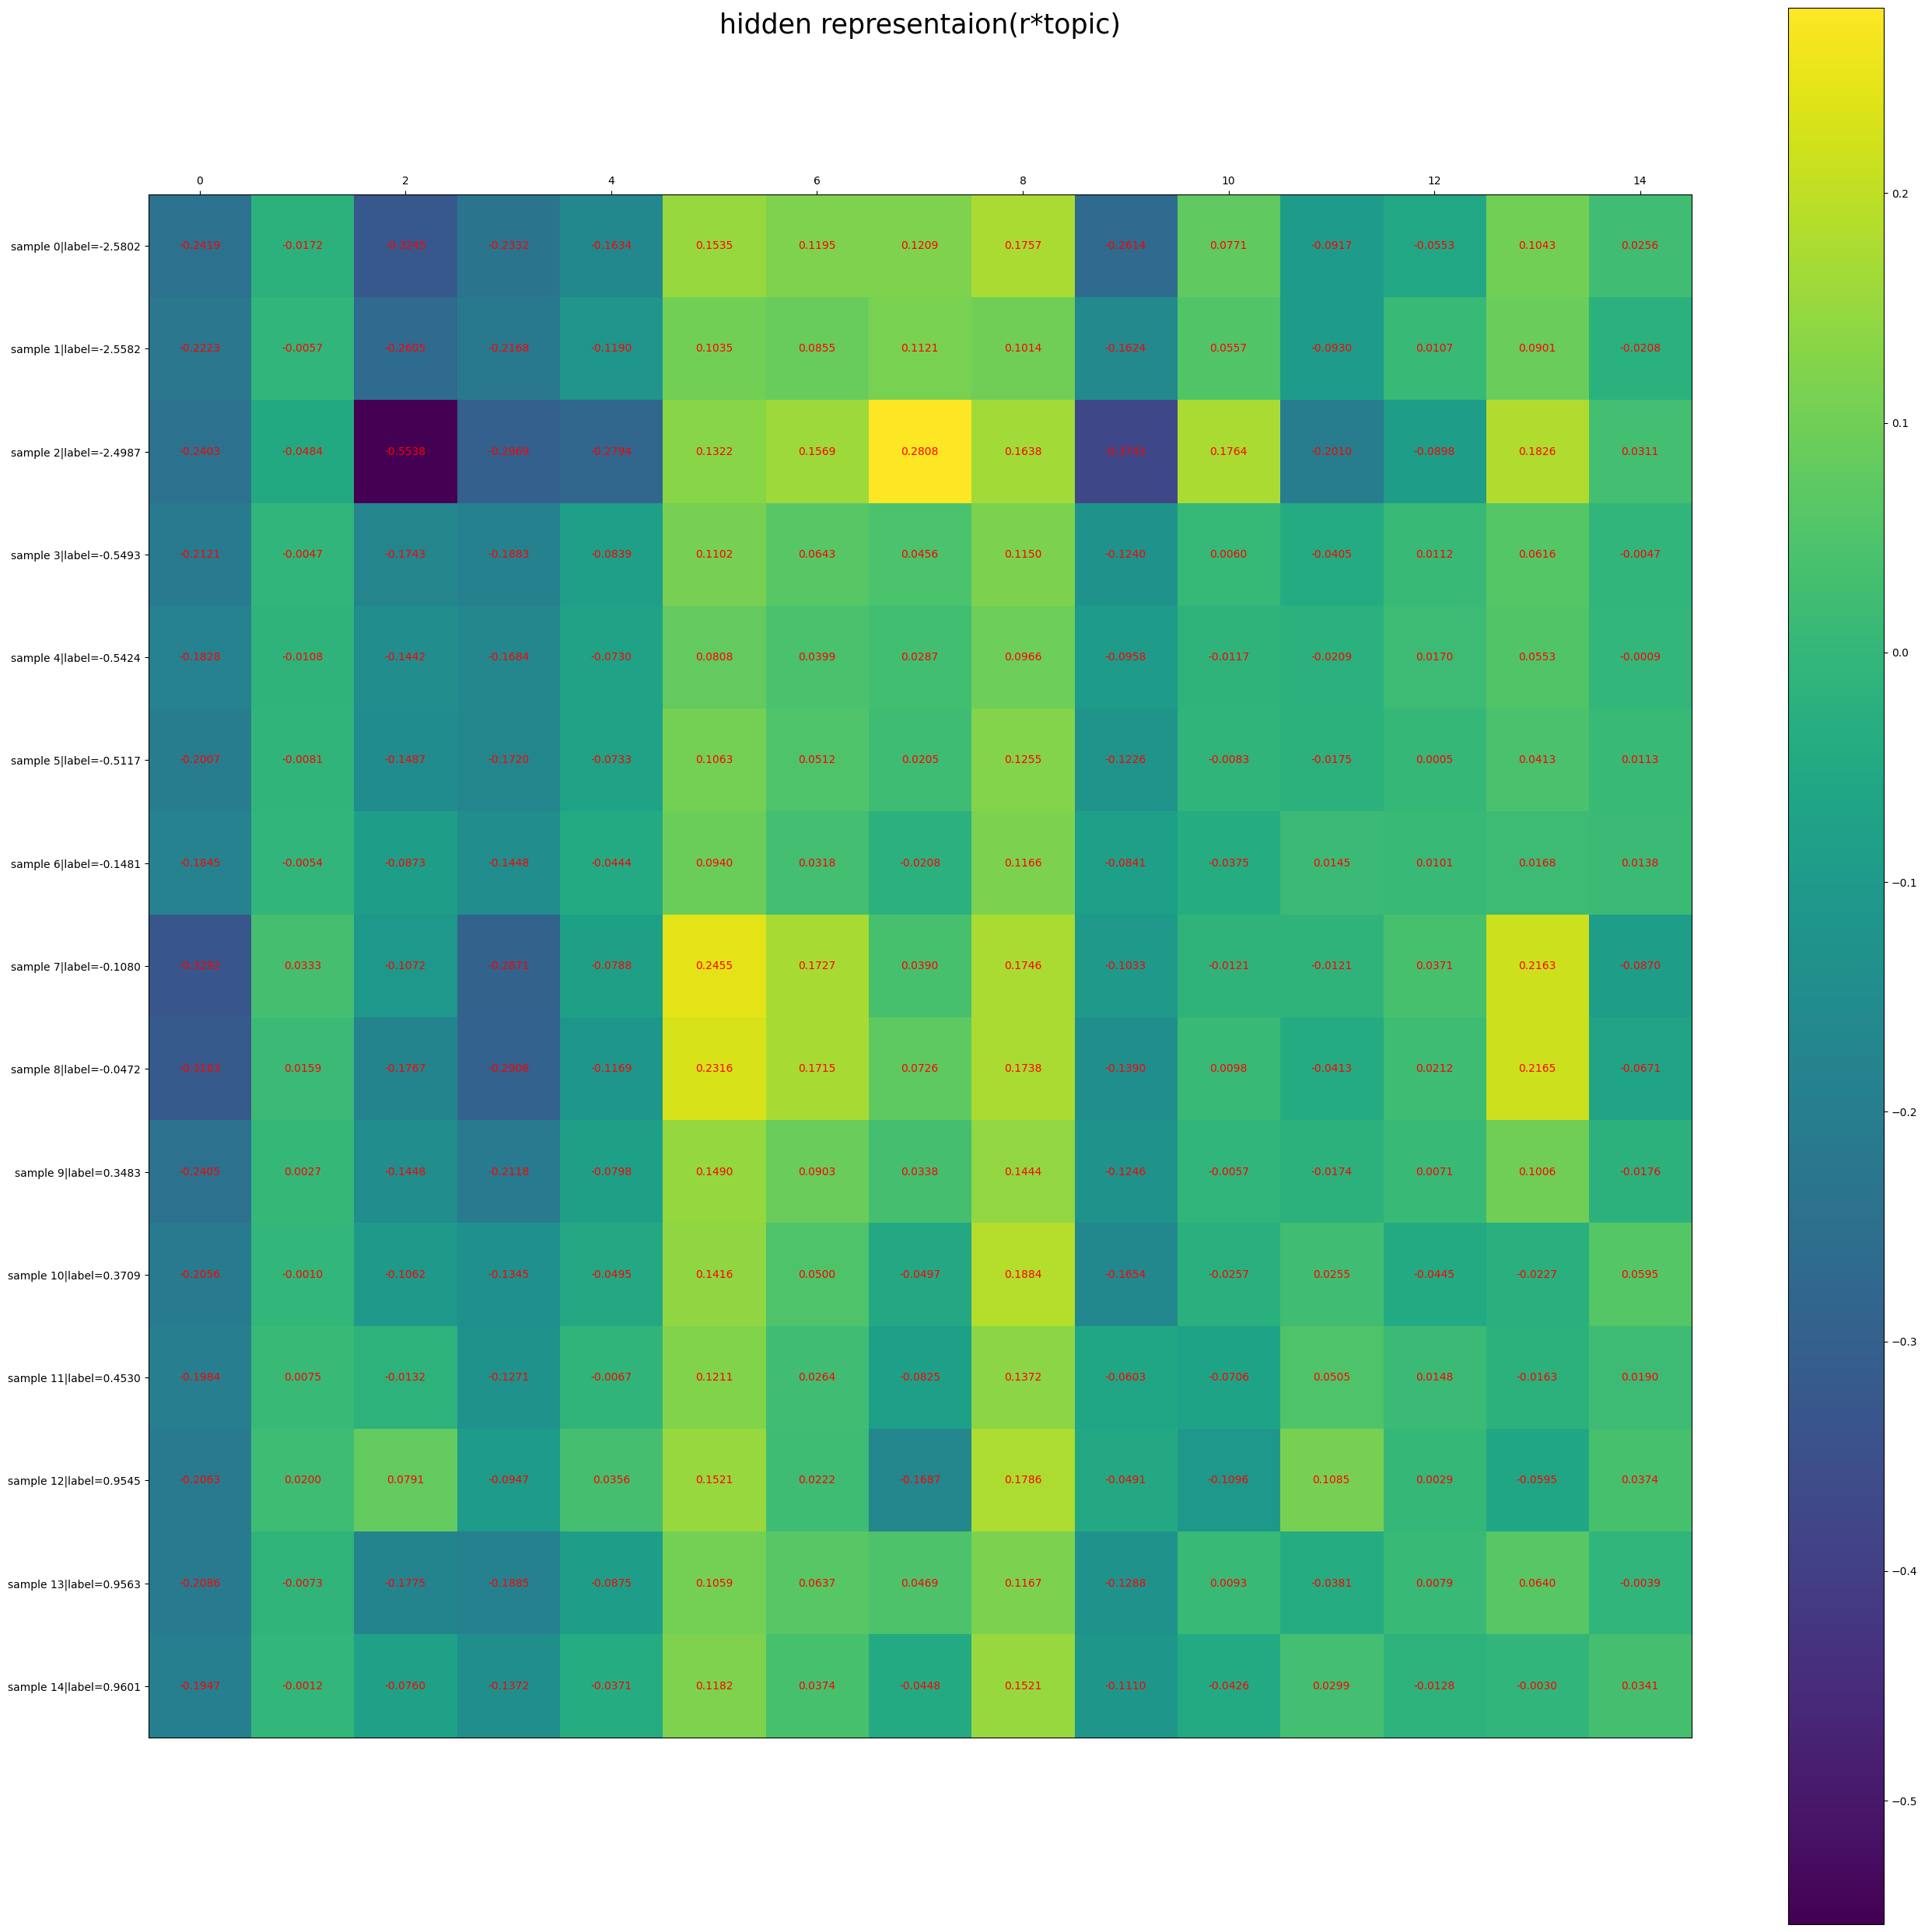 hidden representaion(r*topic)
0 2 4 6 8 10 12 14
sample 0|label=-2.5802 -0.2419 -0.0172 -0.3245 -0.2332 -0.1634 0.1535 0.1195 0.1209 0.1757 -0.2614 0.0771 -0.0917 -0.0553 0.1043 0.0256
sample 1|label=-2.5582 -0.2223 -0.0057 -0.2605 -0.2168 -0.1190 0.1035 0.0855 0.1121 0.1014 -0.1624 0.0557 -0.0930 0.0107 0.0901 -0.0208
sample 2|label=-2.4987 -0.2403 -0.0484 -0.5538 -0.2794 0.1322 0.1569 0.2808 0.1638 0.1764 -0.2010 -0.0898 0.1826 0.0311
sample 3|label=-0.5493 -0.2121 -0.0047 -0.1743 -0.1883 -0.0839 0.1102 0.0643 0.0456 0.1150 -0.1240 0.0060 -0.0405 0.0112 0.0616 -0.0047
sample 4|label=-0.5424 -0.1828 -0.0108 -0.1442 -0.1684 -0.0730 0.0808 0.0399 0.0287 0.0966 -0.0958 -0.0117 -0.0209 0.0170 0.0553 -0.0009
sample 5|label=-0.5117 -0.2007 -0.0081 -0.1487 -0.1720 -0.0733 0.1063 0.0512 0.0205 0.1255 -0.1226 -0.0083 -0.0175 0.0005 0.0413 0.0113
sample 6|label=-0.1481 -0.1845 -0.0054 -0.0873 -0.1448 -0.0444 0.0940 0.0318 -0.0208 0.1166 -0.0841 -0.0375 0.0145 0.0101 0.0168 0.0138
sample 7|label=-0.1080 0.0333 -0.1072 -0.2871 -0.0788 0.2455 0.1727 0.0390 0.1746 -0.1033 -0.0121 -0.0121 0.0371 0.2163 -0.0870
sample 8|label=-0.0472 0.0159 -0.1767 -0.1169 0.2316 0.1715 0.0726 0.1738 -0.1390 0.0098 -0.0413 0.0212 0.2165 -0.0671
sample 9|label=0.3483 -0.2405 0.0027 -0.1448 -0.2118 -0.0798 0.1490 0.0903 0.0338 0.1444 -0.1246 -0.0057 -0.0174 0.0071 0.1006 -0.0176
sample 10|label=0.3709 -0.2056 -0.0010 -0.1062 -0.1345 -0.0495 0.1416 0.0500 -0.0497 0.1884 -0.1654 -0.0257 0.0255 -0.0445 -0.0227 0.0595
sample 11|label=0.4530 -0.1984 0.0075 -0.0132 -0.1271 -0.0067 0.1211 0.0264 -0.0825 0.1372 -0.0603 -0.0706 0.0505 0.0148 -0.0163 0.0190
sample 12|label=0.9545 -0.2063 0.0200 0.0791 -0.0947 0.0356 0.1521 0.0222 -0.1687 0.1786 -0.0491 -0.1096 0.1085 0.0029 -0.0595 0.0374
sample 13|label=0.9563 -0.2086 -0.0073 -0.1775 -0.1885 -0.0875 0.1059 0.0637 0.0469 0.1167 -0.1288 0.0093 -0.0381 0.0079 0.0640 -0.0039
sample 14|label=0.9601 -0.1947 -0.0012 -0.0760 -0.1372 -0.0371 0.1182 0.0374 -0.0448 0.1521 -0.1110 -0.0426 0.0299 -0.0128 -0.0030 0.0341
0.2
0.1
0.0
−0.1
−0.2
−0.3
−0.4
−0.5